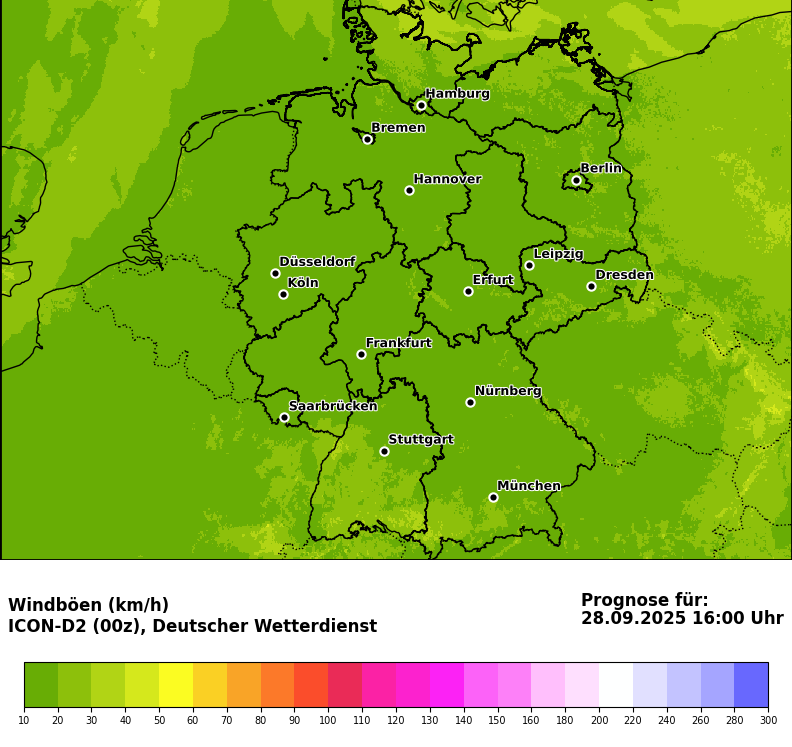 Hamburg
Bremen
Berlin
Hannover
Leipzig
Düsseldorf
Dresden
Köln
Erfurt
Frankfurt
Nürnberg
Saarbrücken
Stuttgart
München
Windböen (km/h)
ICON-D2 (00z), Deutscher Wetterdienst
Prognose für:
28.09.2025 16:00 Uhr
10 20 30 40 50 60 70 80 90 100 110 120 130 140 150 160 180 200 220 240 260 280 300